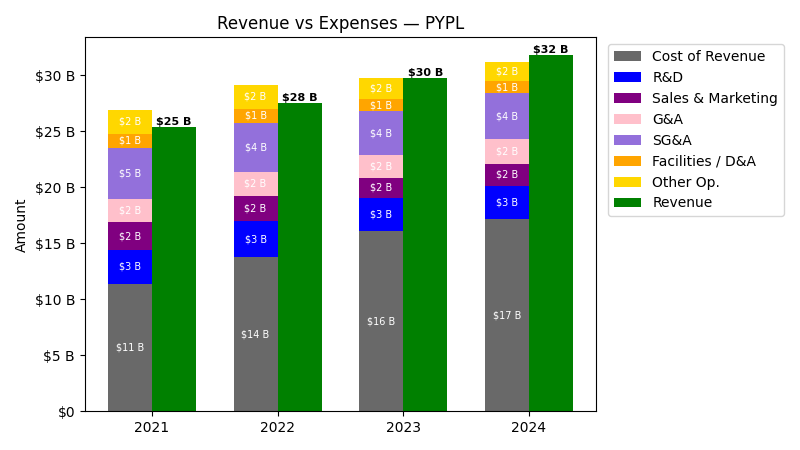 Revenue vs Expenses — PYPL
Amount
$30 B
$25 B
$20 B
$15 B
$10 B
$5 B
$0
$2 B
$1 B
$5 B
$2 B
$2 B
$3 B
$11 B
$25 B
$2 B
$1 B
$4 B
$2 B
$2 B
$3 B
$14 B
$28 B
$2 B
$1 B
$4 B
$2 B
$2 B
$3 B
$16 B
$30 B
$2 B
$1 B
$4 B
$2 B
$2 B
$3 B
$17 B
$32 B
2021
2022
2023
2024
Cost of Revenue
R&D
Sales & Marketing
G&A
SG&A
Facilities / D&A
Other Op.
Revenue